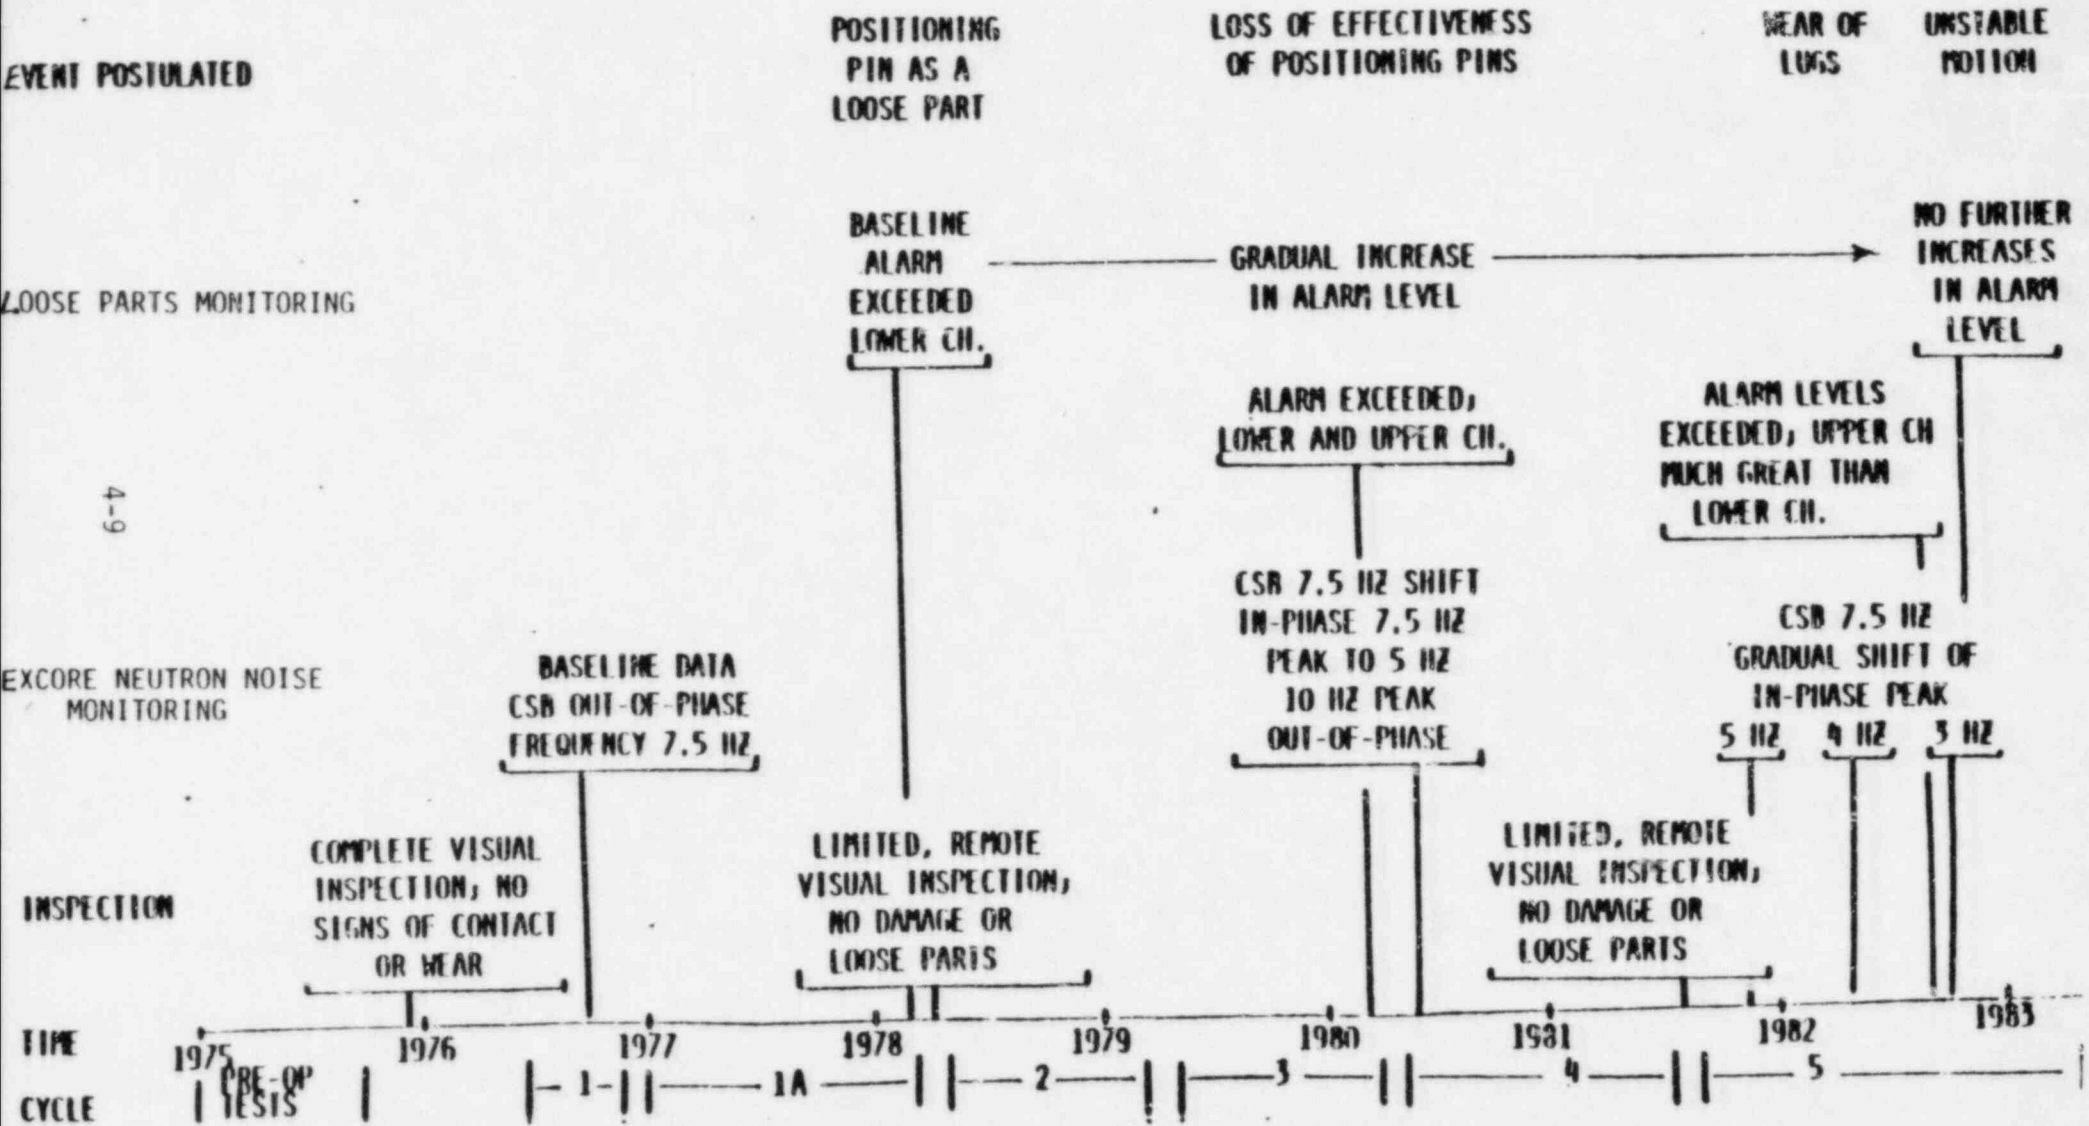 EVENT POSTULATED
POSITIONING
PIN AS A
LOOSE PART
LOSS OF EFFECTIVENESS
OF POSITIONING PINS
WEAR OF
LUGS
UNSTABLE
MOTION
LOOSE PARTS MONITORING
BASELINE
ALARM
EXCEEDED
LOWER CH.
GRADUAL INCREASE
IN ALARM LEVEL
NO FURTHER
INCREASES
IN ALARM
LEVEL
ALARM EXCEEDED,
LOWER AND UPPER CH.
ALARM LEVELS
EXCEEDED, UPPER CH
MUCH GREAT THAN
LOWER CH.
4-9
EXCORE NEUTRON NOISE
MONITORING
BASELINE DATA
CSB OUT-OF-PHASE
FREQUENCY 7.5 HZ
CSB 7.5 HZ SHIFT
IN-PHASE 7.5 HZ
PEAK TO 5 HZ
10 HZ PEAK
OUT-OF-PHASE
CSB 7.5 HZ
GRADUAL SHIFT OF
IN-PHASE PEAK
5 HZ 4 HZ 3 HZ
INSPECTION
COMPLETE VISUAL
INSPECTION, NO
SIGNS OF CONTACT
OR WEAR
LIMITED, REMOTE
VISUAL INSPECTION,
NO DAMAGE OR
LOOSE PARTS
LIMITED, REMOTE
VISUAL INSPECTION,
NO DAMAGE OR
LOOSE PARTS
TIME
1975 1976 1977 1978 1979 1980 1981 1982 1983
CYCLE
PRE-OP
TESTS
1 1A 2 3 4 5